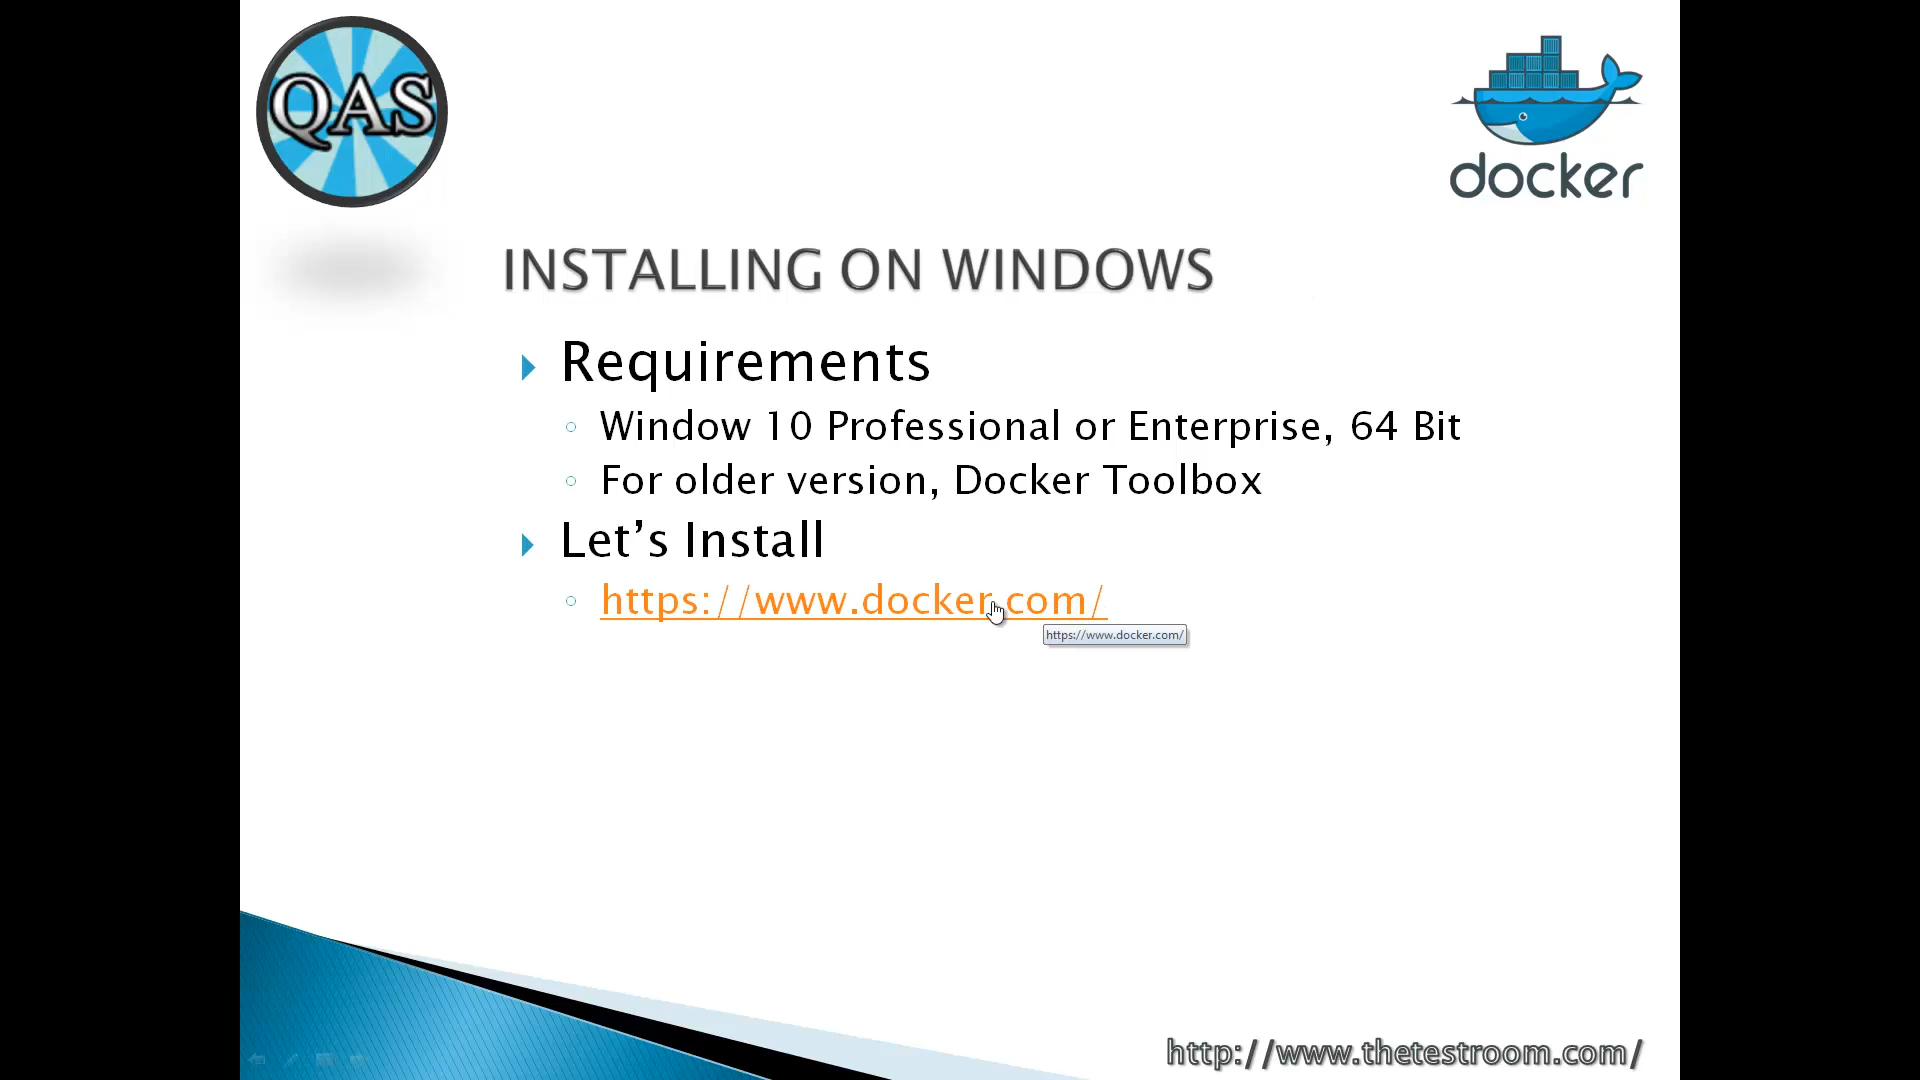 QAS
docker
INSTALLING ON WINDOWS
Requirements
Window 10 Professional or Enterprise, 64 Bit
For older version, Docker Toolbox
Let’s Install
https://www.docker.com/
https://www.docker.com/
http://www.thetestroom.com/